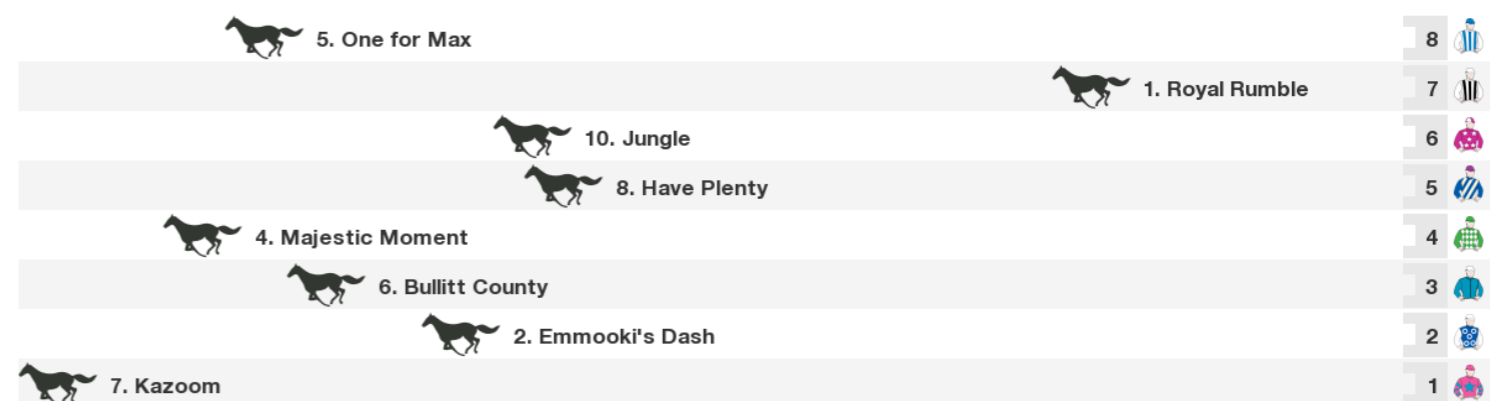 5. One for Max 8
1. Royal Rumble 7
10. Jungle 6
8. Have Plenty 5
4. Majestic Moment 4
6. Bullitt County 3
2. Emmooki's Dash 2
7. Kazoom 1